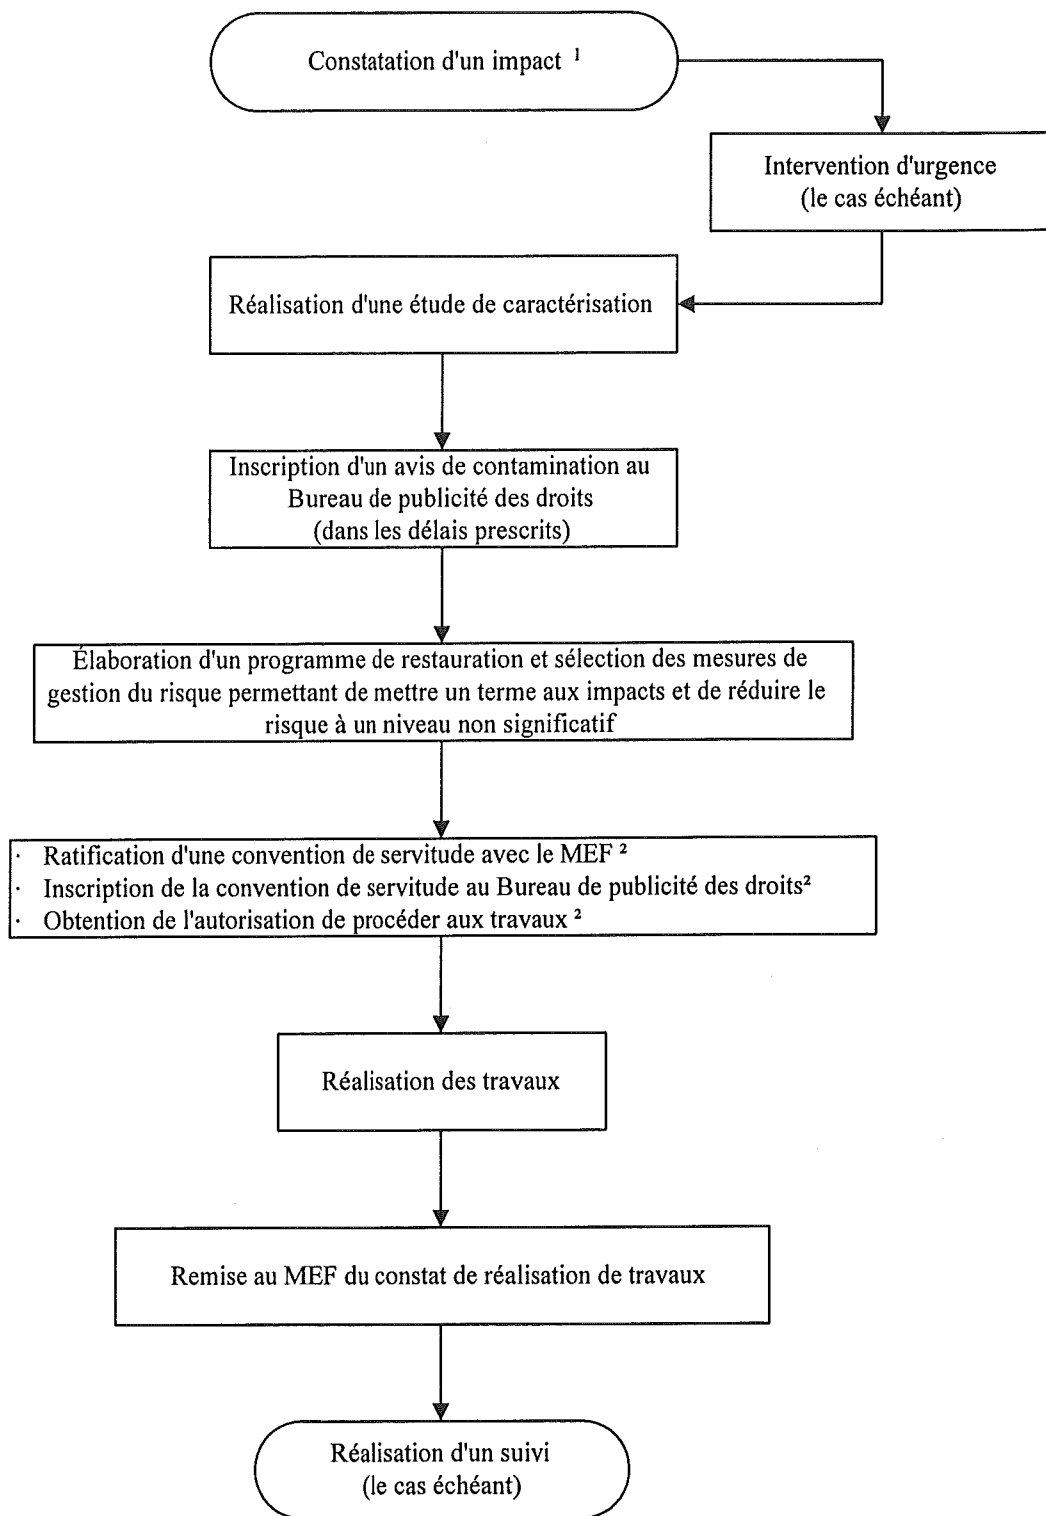 Constatation d'un impact ¹
Intervention d'urgence
(le cas échéant)
Réalisation d'une étude de caractérisation
Inscription d'un avis de contamination au
Bureau de publicité des droits
(dans les délais prescrits)
Élaboration d'un programme de restauration et sélection des mesures de
gestion du risque permettant de mettre un terme aux impacts et de réduire le
risque à un niveau non significatif
· Ratification d'une convention de servitude avec le MEF ²
· Inscription de la convention de servitude au Bureau de publicité des droits²
· Obtention de l'autorisation de procéder aux travaux ²
Réalisation des travaux
Remise au MEF du constat de réalisation de travaux
Réalisation d'un suivi
(le cas échéant)